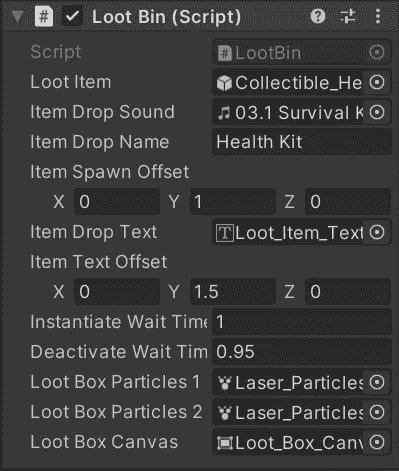 Loot Bin (Script)
Script LootBin
Loot Item Collectible_He
Item Drop Sound 03.1 Survival K
Item Drop Name Health Kit
Item Spawn Offset
X 0 Y 1 Z 0
Item Drop Text Loot_Item_Text
Item Text Offset
X 0 Y 1.5 Z 0
Instantiate Wait Time 1
Deactivate Wait Tim 0.95
Loot Box Particles 1 Laser_Particles
Loot Box Particles 2 Laser_Particles
Loot Box Canvas Loot_Box_Canv